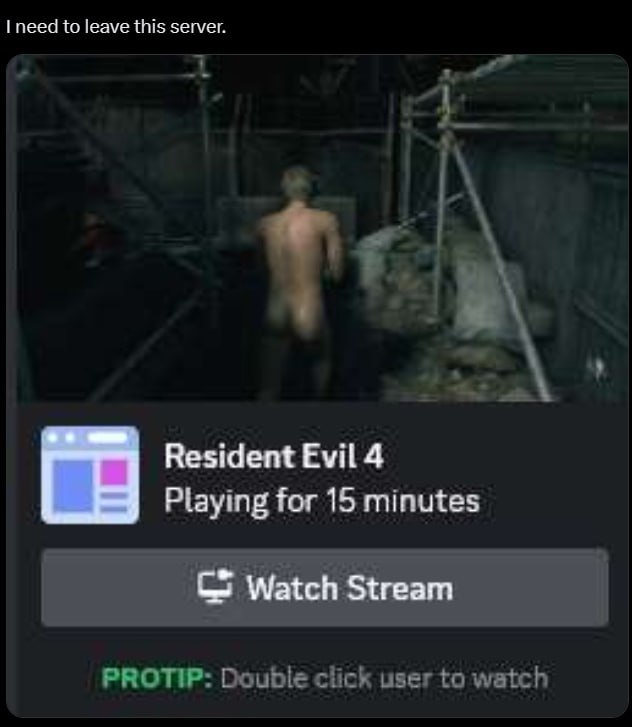 I need to leave this server.
Resident Evil 4
Playing for 15 minutes
Watch Stream
PROTIP: Double click user to watch